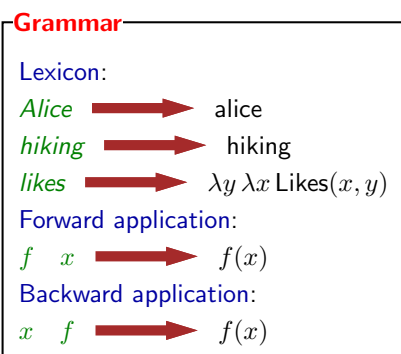 Grammar
Lexicon:
Alice alice
hiking hiking
likes λy λx Likes(x, y)
Forward application:
f x f(x)
Backward application:
x f f(x)